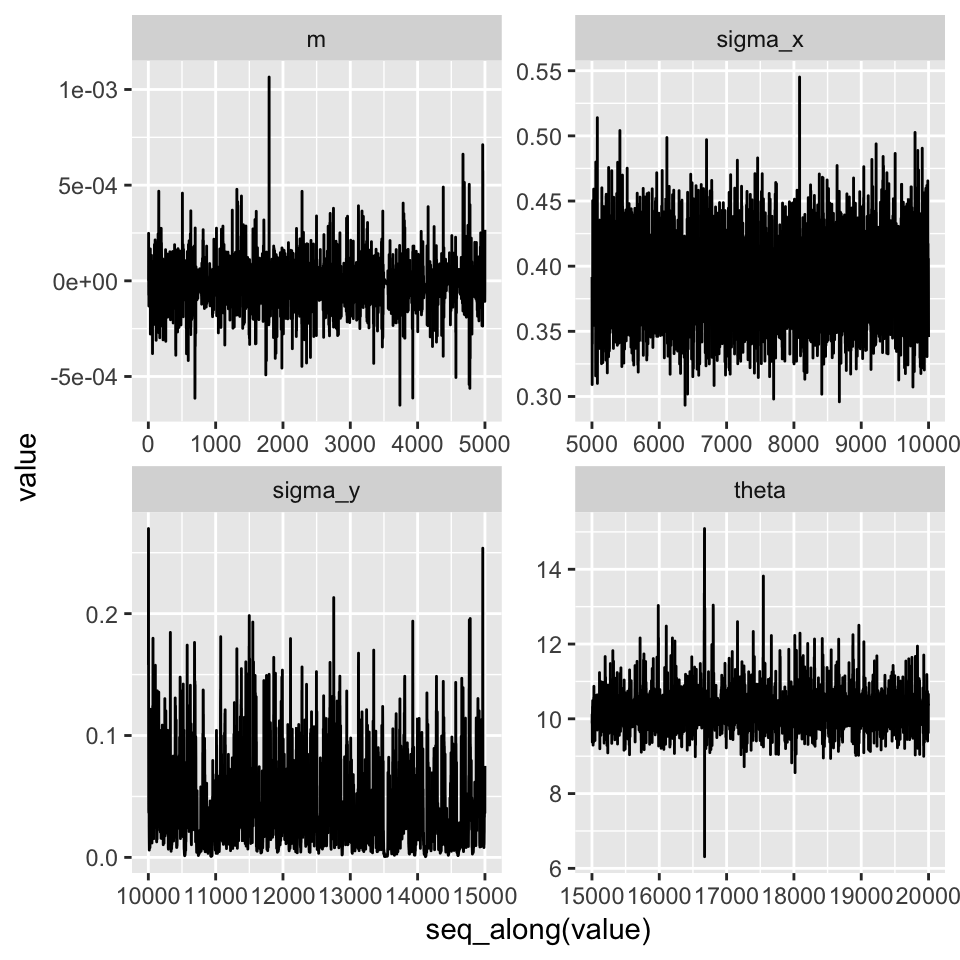 m
sigma_x
1e-03
5e-04
0e+00
-5e-04
0.55
0.50
0.45
0.40
0.35
0.30
0 1000 2000 3000 4000 5000
5000 6000 7000 8000 9000 10000
value
sigma_y
theta
0.2
0.1
0.0
14
12
10
8
6
10000 11000 12000 13000 14000 15000
15000 16000 17000 18000 19000 20000
seq_along(value)